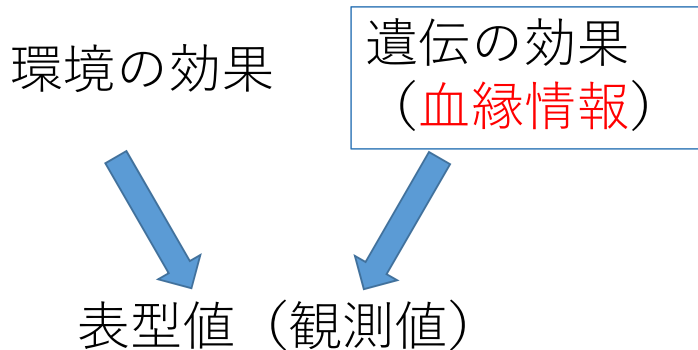 環境の効果
遺伝の効果
（血縁情報）
表型値（観測値）